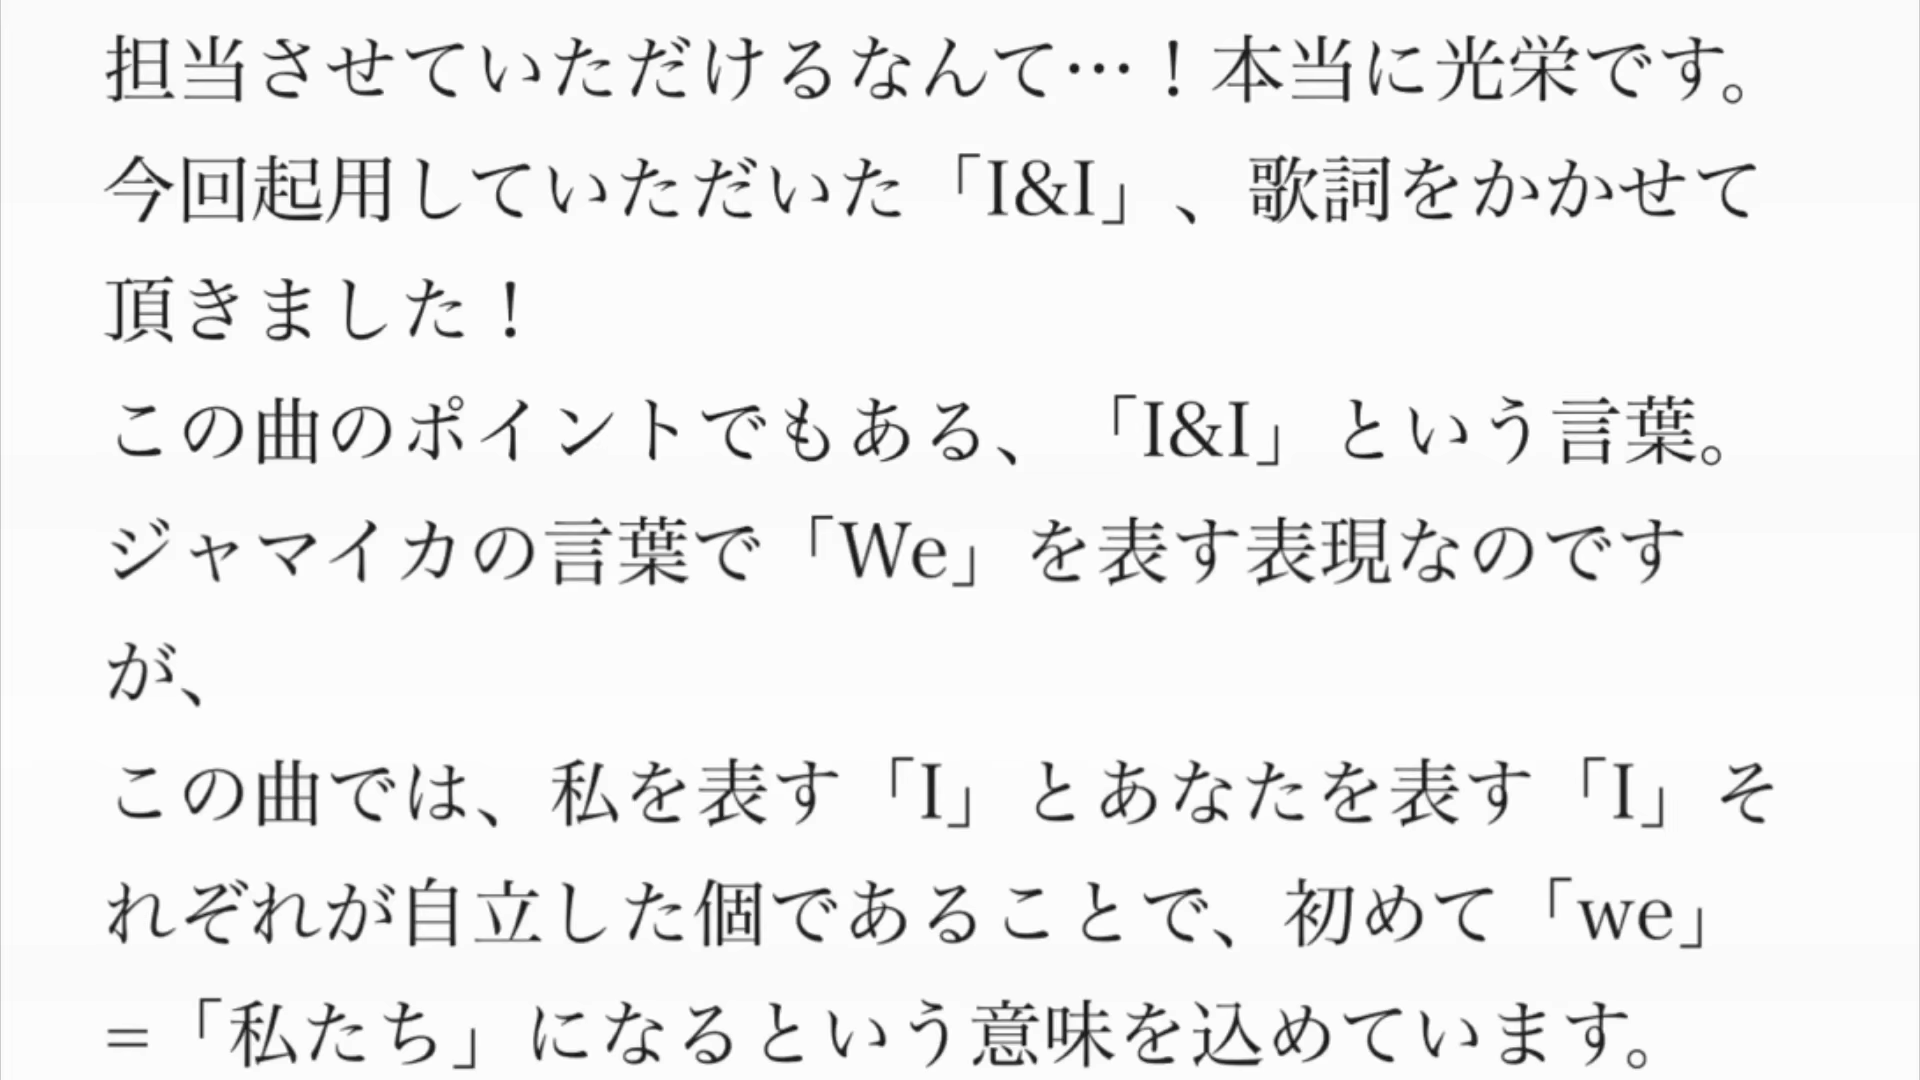 担当させていただけるなんて…！本当に光栄です。
今回起用していただいた「I&I」、歌詞をかかせて
頂きました！
この曲のポイントでもある、「I&I」という言葉。
ジャマイカの言葉で「We」を表す表現なのです
が、
この曲では、私を表す「I」とあなたを表す「I」そ
れぞれが自立した個であることで、初めて「we」
=「私たち」になるという意味を込めています。